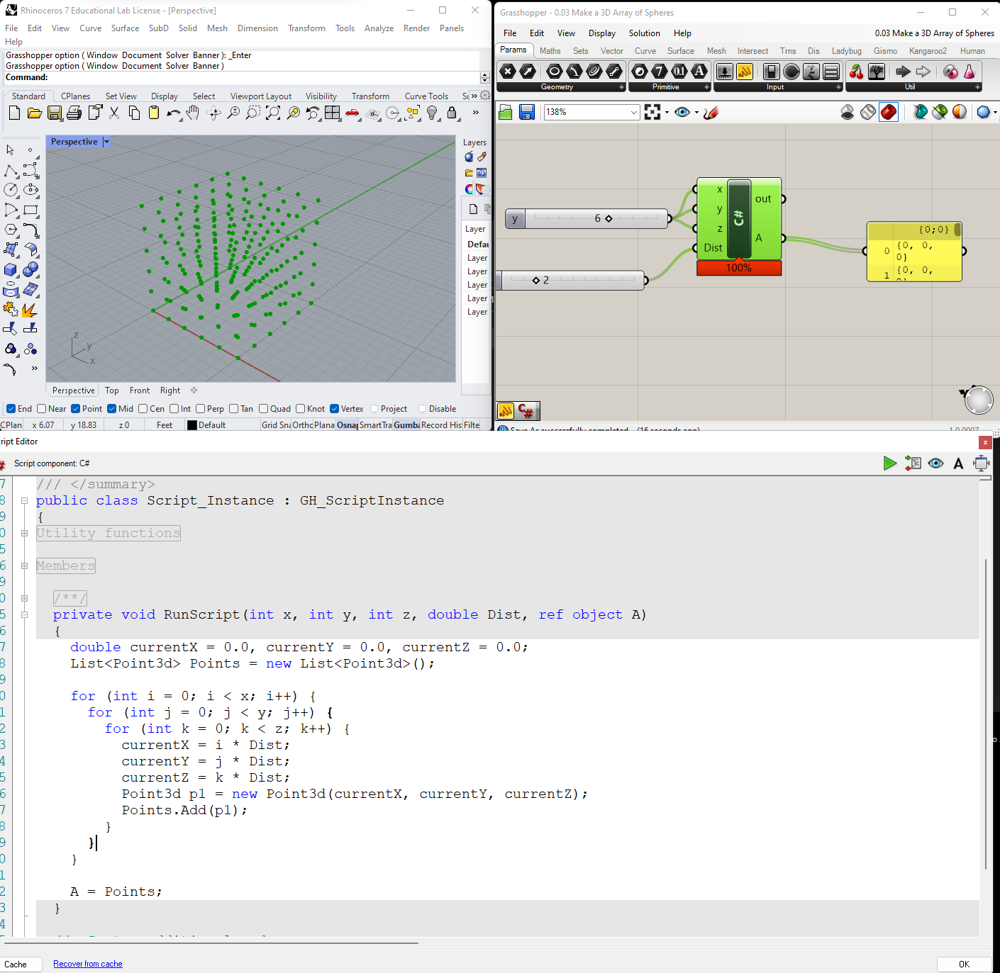 Rhinoceros 7 Educational Lab License - [Perspective]
File Edit View Curve Surface SubD Solid Mesh Dimension Transform Tools Analyze Render Panels
Help
Grasshopper option ( Window Document Solver Banner ): _Enter
Grasshopper option ( Window Document Solver Banner )
Command:
Standard CPlanes Set View Display Select Viewport Layout Visibility Transform Curve Tools Su »
»
Perspective
Layers
Layer
Defau
Layer
Layer
Layer
Layer
Layer
z
y
x
»
Perspective Top Front Right
End Near Point Mid Cen Int Perp Tan Quad Knot Vertex Project Disable
CPlan x 6.07 y 18.83 z 0 Feet Default Grid Sna Ortho Plana Osnap SmartTra Gumba Record His Filte
Grasshopper - 0.03 Make a 3D Array of Spheres
File Edit View Display Solution Help 0.03 Make a 3D Array of Spheres
Params Maths Sets Vector Curve Surface Mesh Intersect Trns Dis Ladybug Gismo Kangaroo2 Human
Geometry Primitive Input Util
138%
x
y
z
Dist
C#
out
A
100%
y 6
2
{0;0}
0 {0, 0,
0}
1 {0, 0,
C#
Save As successfully completed... (16 seconds ago) 1.0.0007
ript Editor
Script component: C#
7 /// </summary>
8 public class Script_Instance : GH_ScriptInstance
9 {
0 Utility functions
5
6 Members
9
0 /**/
5 private void RunScript(int x, int y, int z, double Dist, ref object A)
6 {
7 double currentX = 0.0, currentY = 0.0, currentZ = 0.0;
8 List<Point3d> Points = new List<Point3d>();
9
0 for (int i = 0; i < x; i++) {
1 for (int j = 0; j < y; j++) {
2 for (int k = 0; k < z; k++) {
3 currentX = i * Dist;
4 currentY = j * Dist;
5 currentZ = k * Dist;
6 Point3d p1 = new Point3d(currentX, currentY, currentZ);
7 Points.Add(p1);
8 }
9 }
0 }
1
2 A = Points;
3 }
4
Cache Recover from cache OK